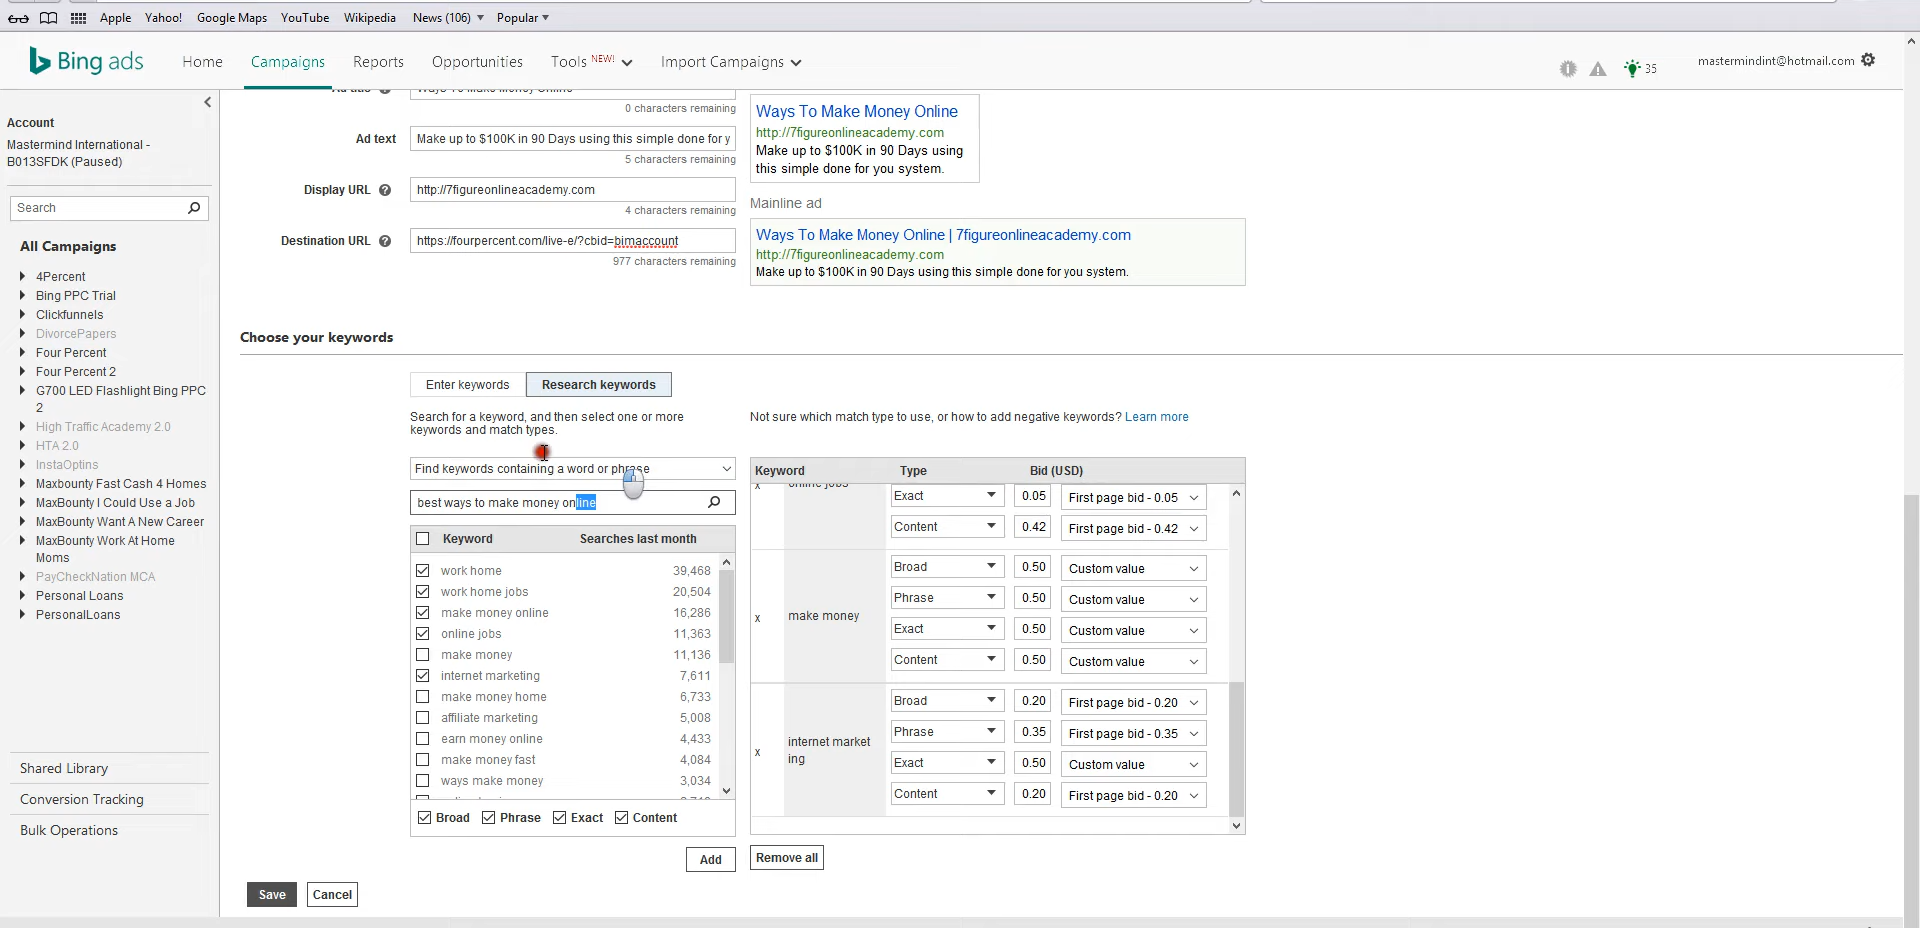 Apple Yahoo! Google Maps YouTube Wikipedia News (106) Popular
Bing ads
Home Campaigns Reports Opportunities Tools NEW! Import Campaigns
35
mastermindint@hotmail.com
Account
Mastermind International -
B013SFDK (Paused)
Search
All Campaigns
4Percent
Bing PPC Trial
Clickfunnels
DivorcePapers
Four Percent
Four Percent 2
G700 LED Flashlight Bing PPC
2
High Traffic Academy 2.0
HTA 2.0
InstaOptins
Maxbounty Fast Cash 4 Homes
MaxBounty I Could Use a Job
MaxBounty Want A New Career
MaxBounty Work At Home
Moms
PayCheckNation MCA
Personal Loans
PersonalLoans
Shared Library
Conversion Tracking
Bulk Operations
Ad title Ways To Make Money Online
0 characters remaining
Ad text Make up to $100K in 90 Days using this simple done for y
5 characters remaining
Display URL http://7figureonlineacademy.com
4 characters remaining
Destination URL https://fourpercent.com/live-e/?cbid=bimaccount
977 characters remaining
Ways To Make Money Online
http://7figureonlineacademy.com
Make up to $100K in 90 Days using
this simple done for you system.
Mainline ad
Ways To Make Money Online | 7figureonlineacademy.com
http://7figureonlineacademy.com
Make up to $100K in 90 Days using this simple done for you system.
Choose your keywords
Enter keywords Research keywords
Search for a keyword, and then select one or more
keywords and match types.
Find keywords containing a word or phrase
best ways to make money online
Keyword Searches last month
work home 39,468
work home jobs 20,504
make money online 16,286
online jobs 11,363
make money 11,136
internet marketing 7,611
make money home 6,733
affiliate marketing 5,008
earn money online 4,433
make money fast 4,084
ways make money 3,034
Broad Phrase Exact Content
Add
Not sure which match type to use, or how to add negative keywords? Learn more
Keyword Type Bid (USD)
x online jobs Exact 0.05 First page bid - 0.05
Content 0.42 First page bid - 0.42
Broad 0.50 Custom value
Phrase 0.50 Custom value
x make money
Exact 0.50 Custom value
Content 0.50 Custom value
Broad 0.20 First page bid - 0.20
Phrase 0.35 First page bid - 0.35
x internet market
ing
Exact 0.50 Custom value
Content 0.20 First page bid - 0.20
Remove all
Save Cancel